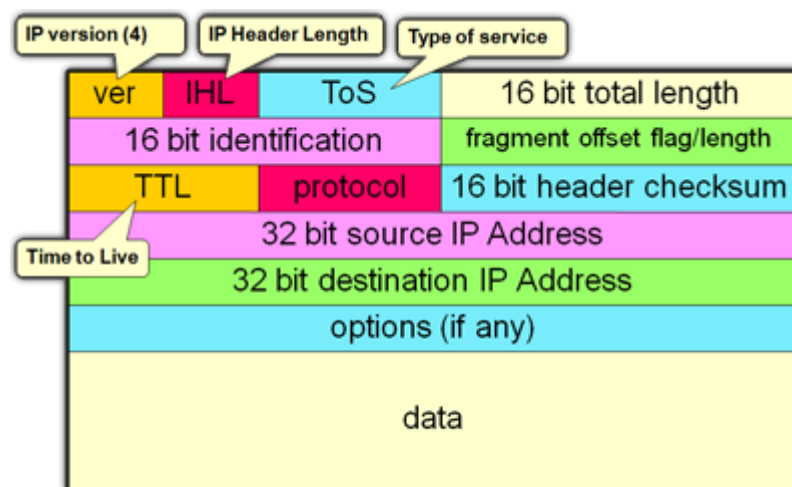 IP version (4)
IP Header Length
Type of service
ver
IHL
ToS
16 bit total length
16 bit identification
fragment offset flag/length
TTL
protocol
16 bit header checksum
Time to Live
32 bit source IP Address
32 bit destination IP Address
options (if any)
data